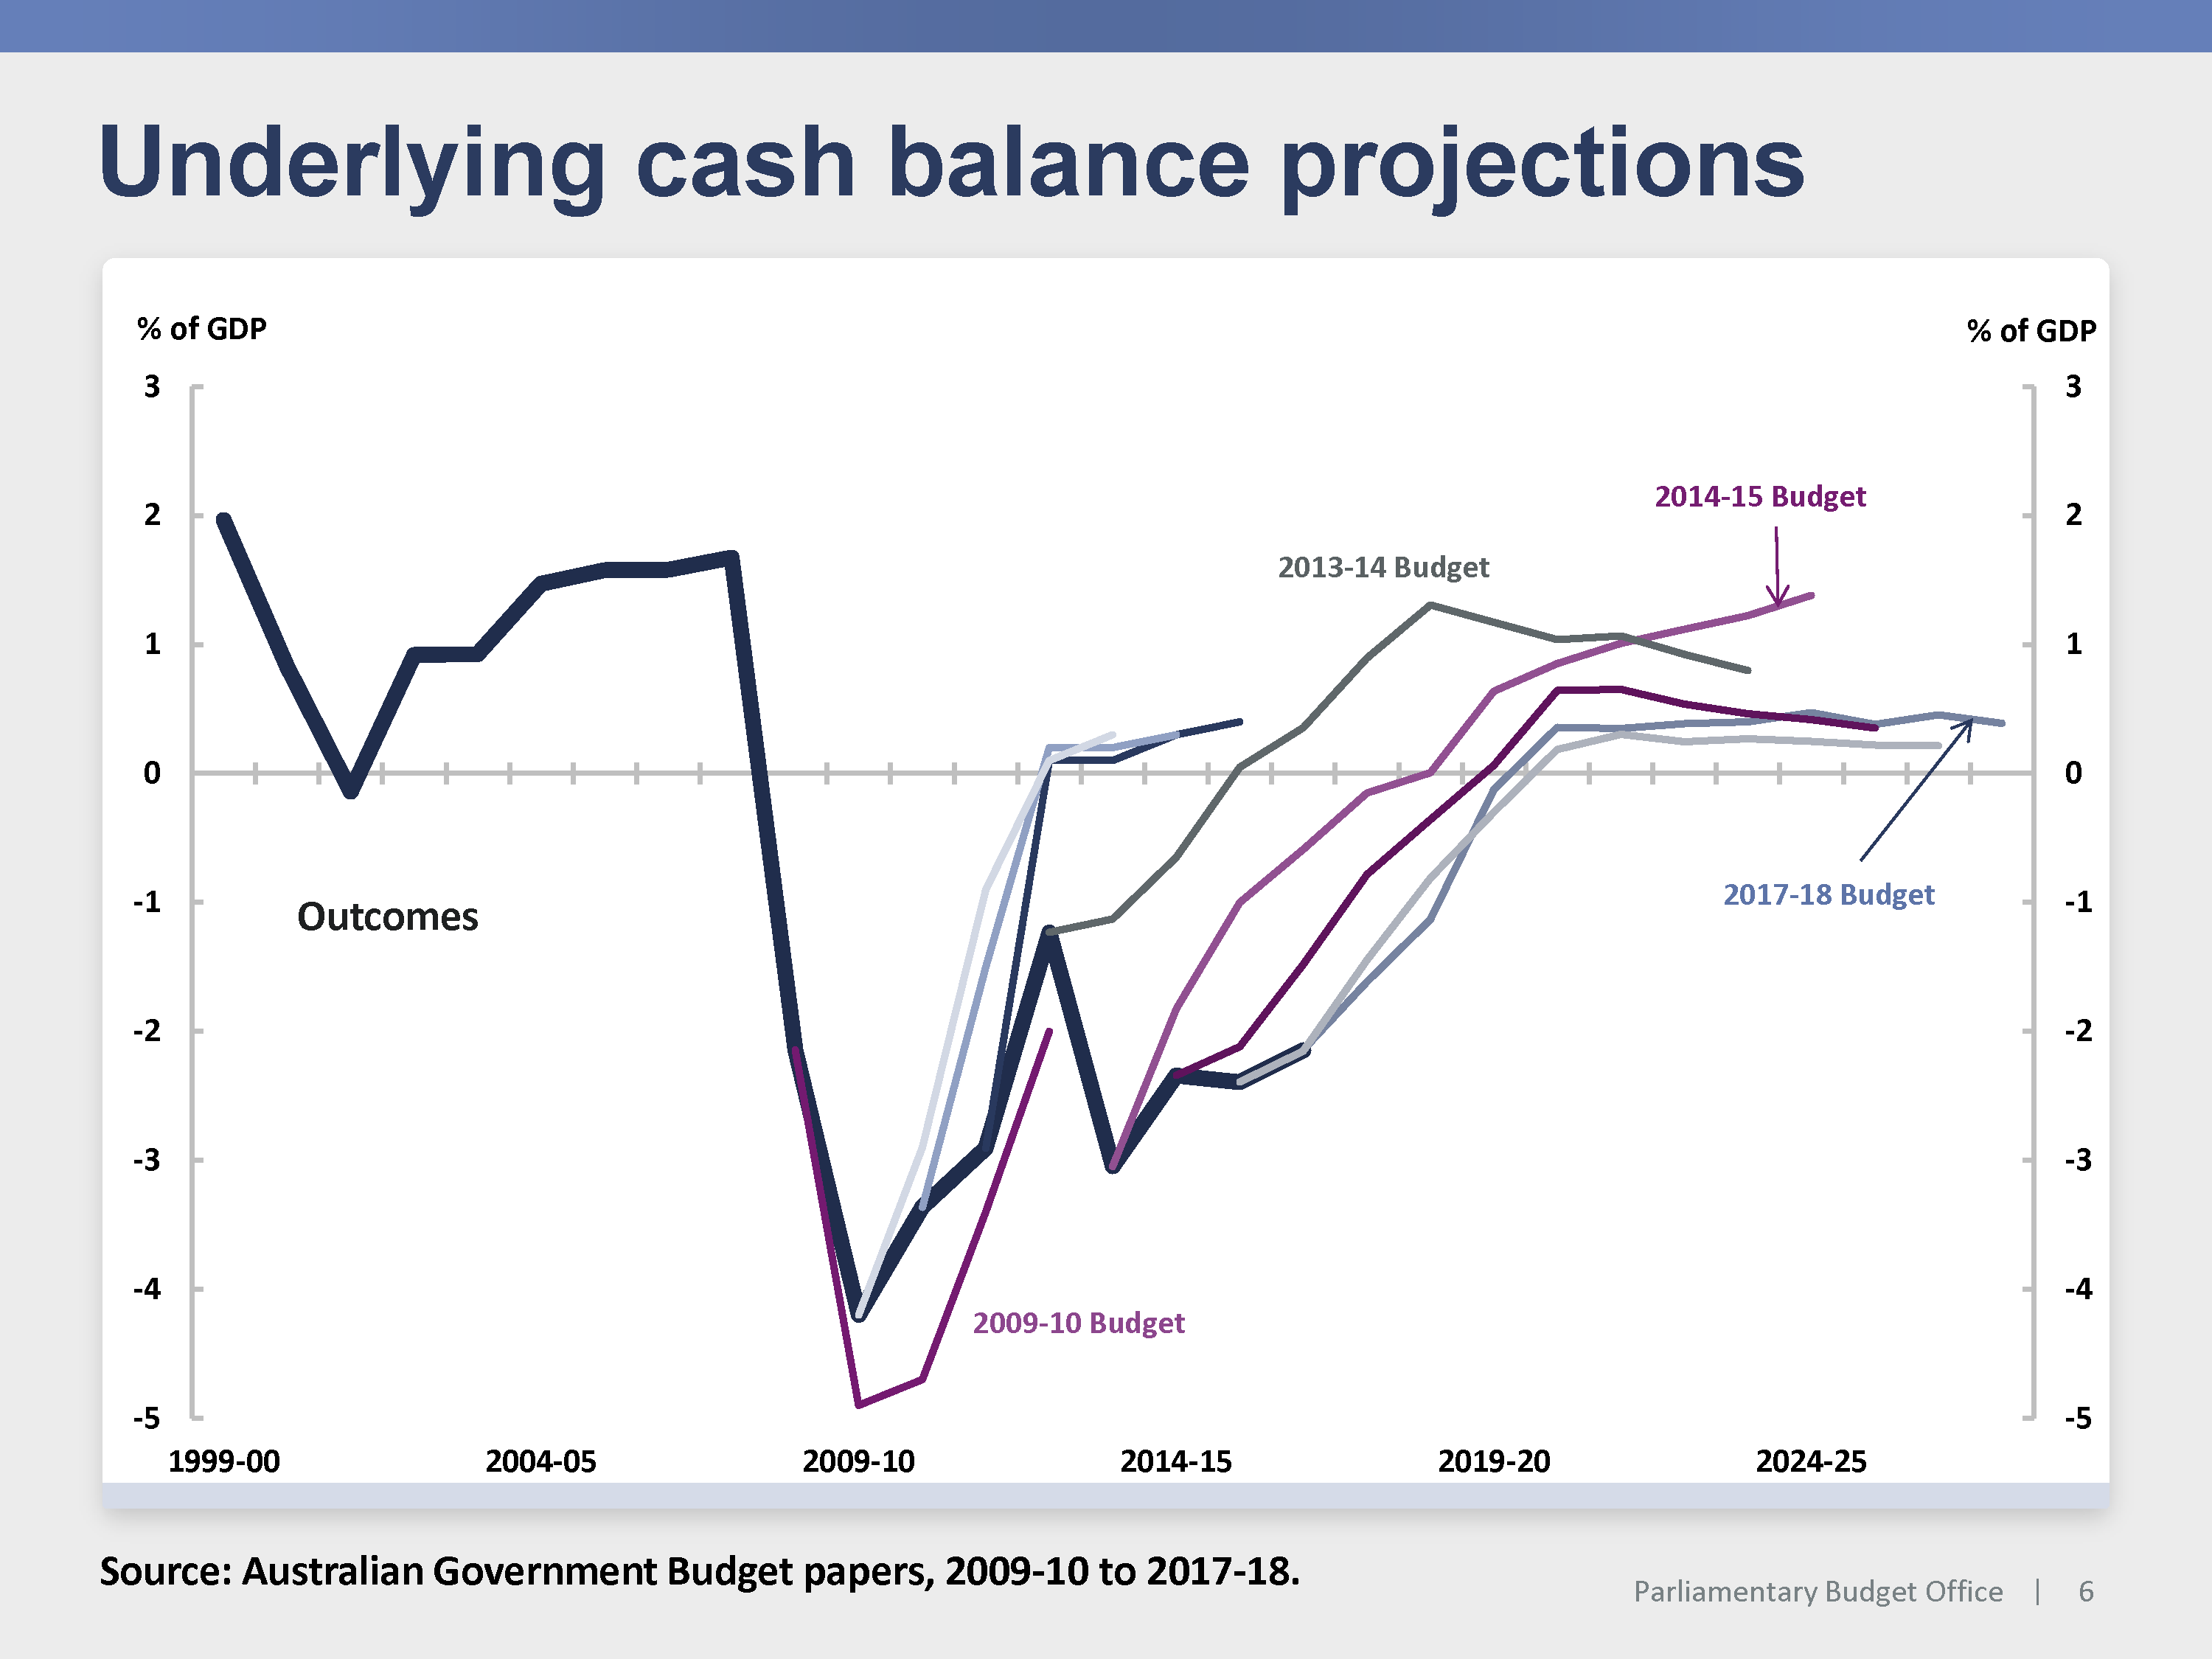 Underlying cash balance projections
% of GDP
% of GDP
3
3
2014-15 Budget
2
2
2013-14 Budget
1
1
0
0
2017-18 Budget
-1
-1
Outcomes
-2
-2
-3
-3
-4
-4
2009-10 Budget
-5
-5
1999-00 2004-05 2009-10 2014-15 2019-20 2024-25
Source: Australian Government Budget papers, 2009-10 to 2017-18.
Parliamentary Budget Office | 6